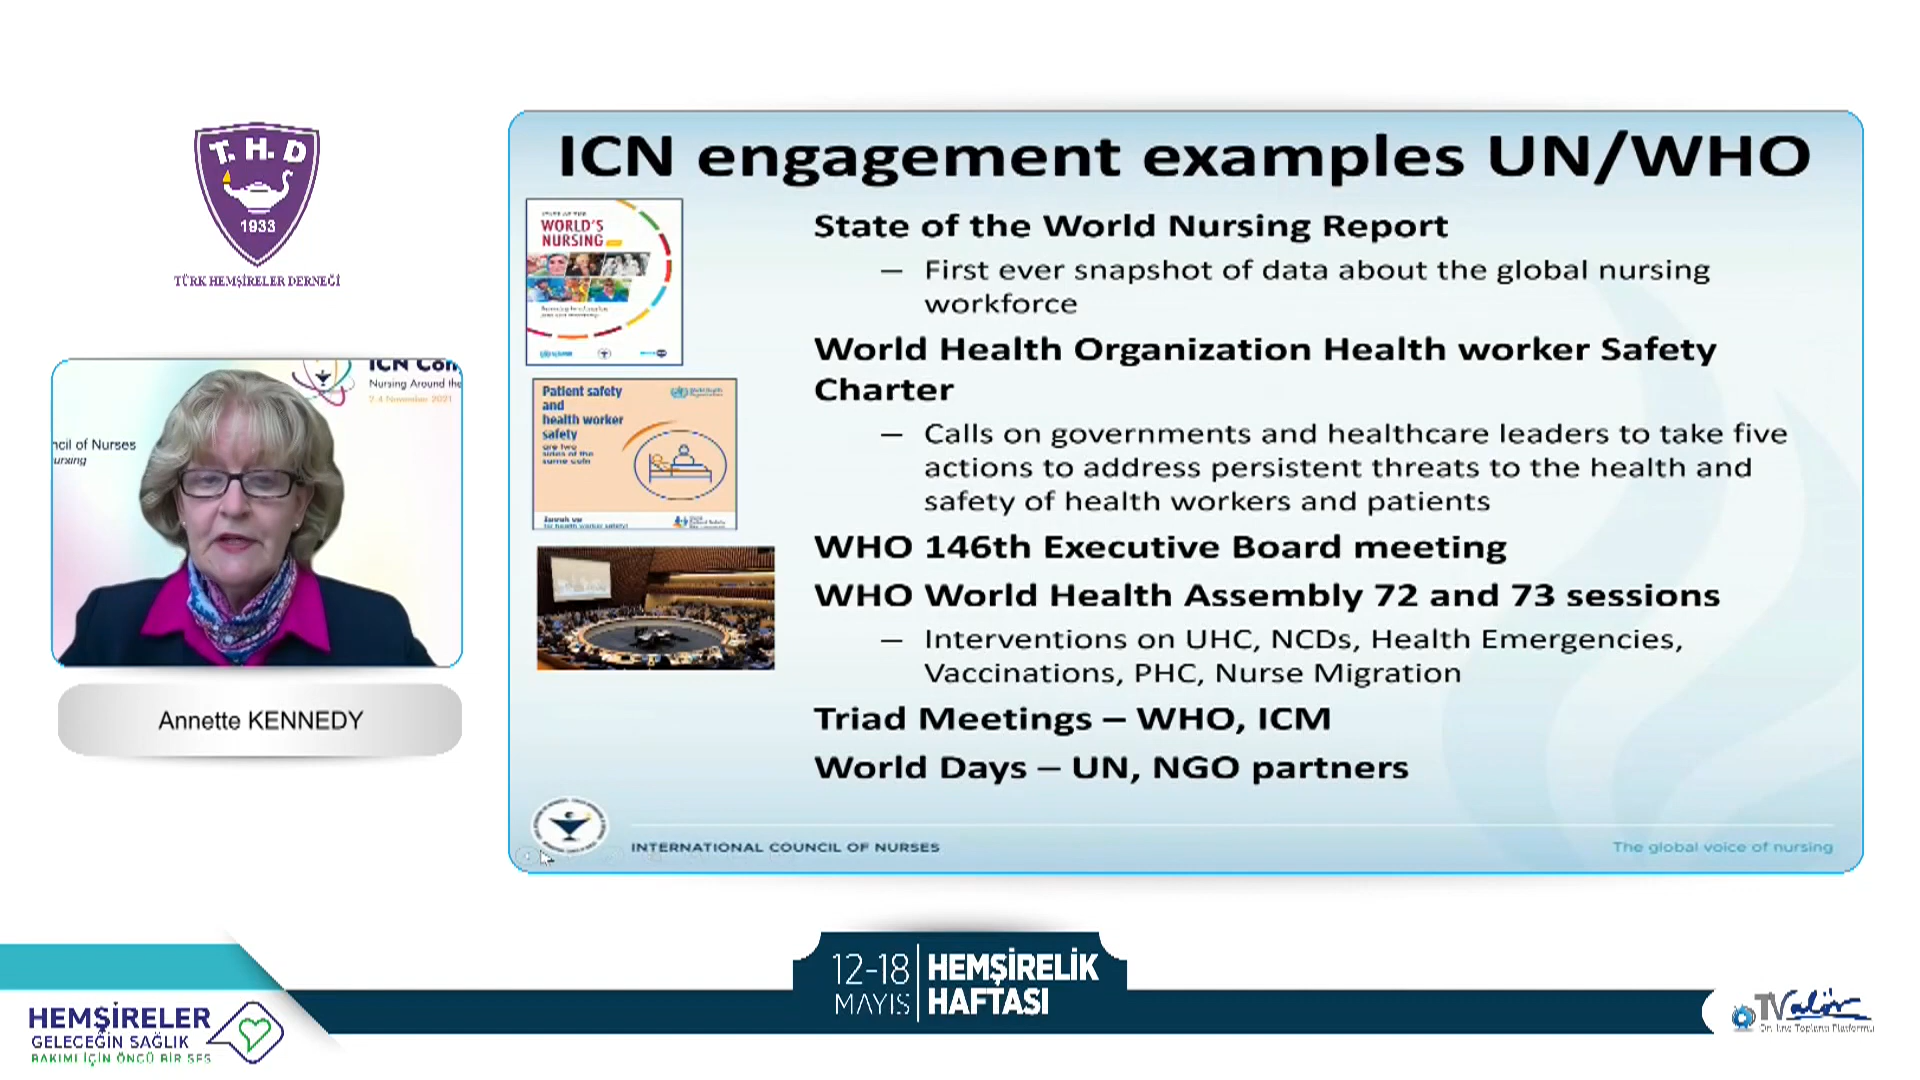 T. H. D
1933
TÜRK HEMŞİRELER DERNEĞİ
ICN Con
Nursing Around the
2-4 November 2021
ncil of Nurses
Annette KENNEDY
ICN engagement examples UN/WHO
WORLD'S
NURSING
Patient safety
and
health worker
safety
are two
sides of the
same coin
State of the World Nursing Report
– First ever snapshot of data about the global nursing
workforce
World Health Organization Health worker Safety
Charter
– Calls on governments and healthcare leaders to take five
actions to address persistent threats to the health and
safety of health workers and patients
WHO 146th Executive Board meeting
WHO World Health Assembly 72 and 73 sessions
– Interventions on UHC, NCDs, Health Emergencies,
Vaccinations, PHC, Nurse Migration
Triad Meetings – WHO, ICM
World Days – UN, NGO partners
INTERNATIONAL COUNCIL OF NURSES
The global voice of nursing
12-18
MAYIS
HEMŞİRELİK
HAFTASI
HEMŞİRELER
GELECEĞİN SAĞLIK
BAKIMI İÇİN ÖNCÜ BİR SES
TValör
On-line Toplantı Platformu